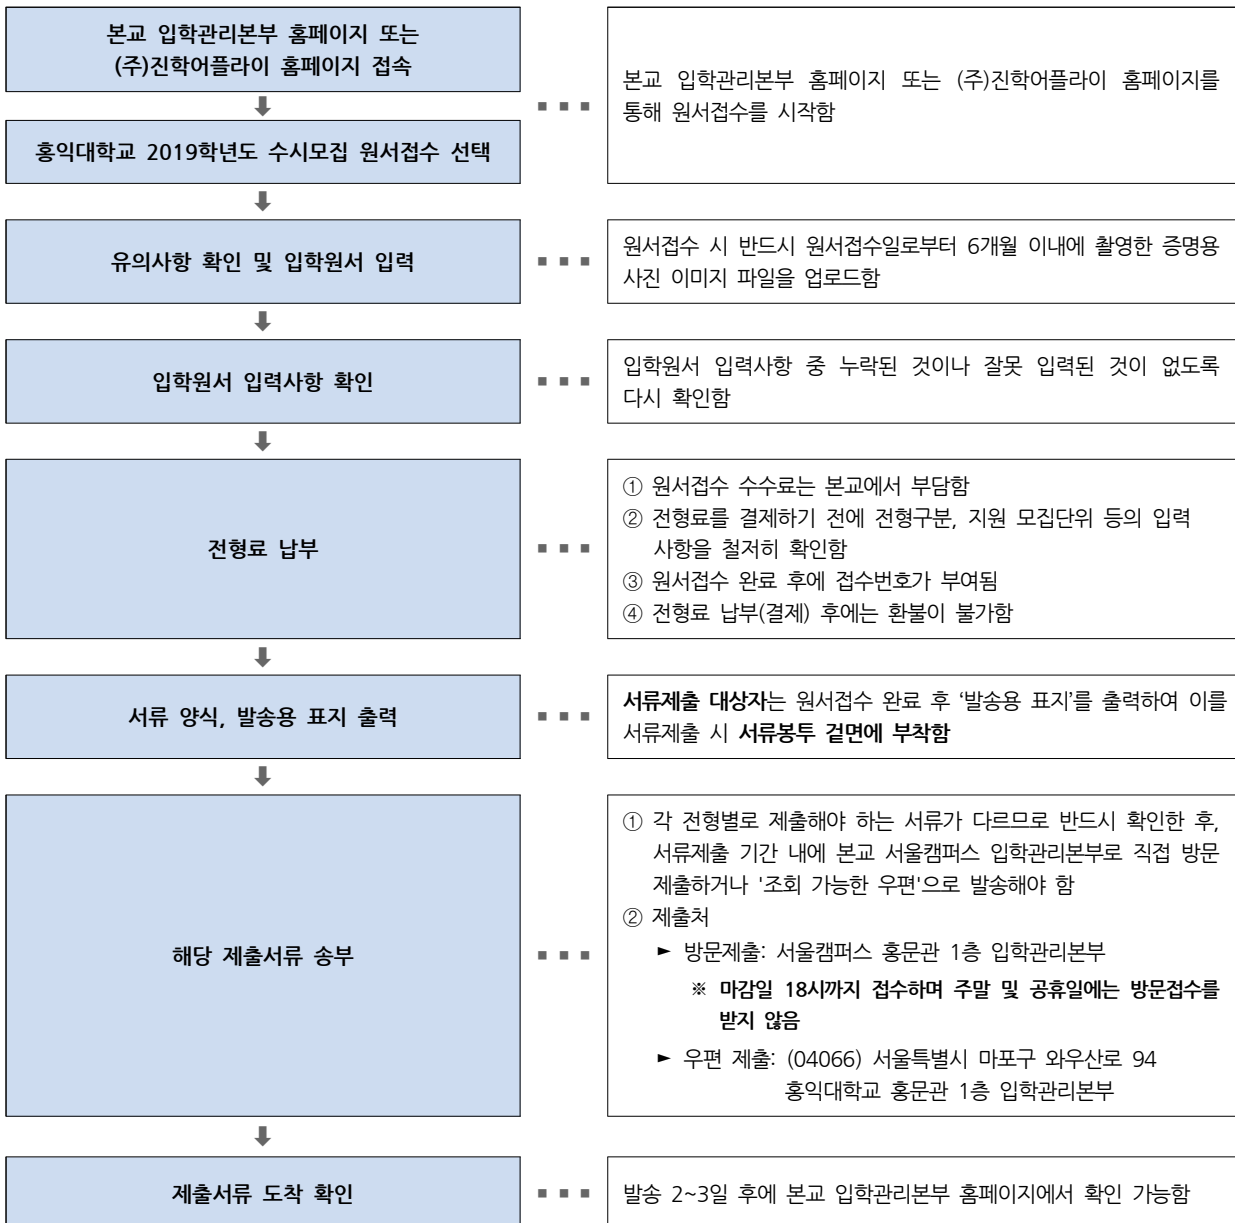 본교 입학관리본부 홈페이지 또는
(주)진학어플라이 홈페이지 접속
홍익대학교 2019학년도 수시모집 원서접수 선택
본교 입학관리본부 홈페이지 또는 (주)진학어플라이 홈페이지를
통해 원서접수를 시작함
유의사항 확인 및 입학원서 입력
원서접수 시 반드시 원서접수일로부터 6개월 이내에 촬영한 증명용
사진 이미지 파일을 업로드함
입학원서 입력사항 확인
입학원서 입력사항 중 누락된 것이나 잘못 입력된 것이 없도록
다시 확인함
전형료 납부
① 원서접수 수수료는 본교에서 부담함
② 전형료를 결제하기 전에 전형구분, 지원 모집단위 등의 입력
사항을 철저히 확인함
③ 원서접수 완료 후에 접수번호가 부여됨
④ 전형료 납부(결제) 후에는 환불이 불가함
서류 양식, 발송용 표지 출력
서류제출 대상자는 원서접수 완료 후 ‘발송용 표지’를 출력하여 이를
서류제출 시 서류봉투 겉면에 부착함
해당 제출서류 송부
① 각 전형별로 제출해야 하는 서류가 다르므로 반드시 확인한 후,
서류제출 기간 내에 본교 서울캠퍼스 입학관리본부로 직접 방문
제출하거나 '조회 가능한 우편'으로 발송해야 함
② 제출처
► 방문제출: 서울캠퍼스 홍문관 1층 입학관리본부
※ 마감일 18시까지 접수하며 주말 및 공휴일에는 방문접수를
받지 않음
► 우편 제출: (04066) 서울특별시 마포구 와우산로 94
홍익대학교 홍문관 1층 입학관리본부
제출서류 도착 확인
발송 2~3일 후에 본교 입학관리본부 홈페이지에서 확인 가능함